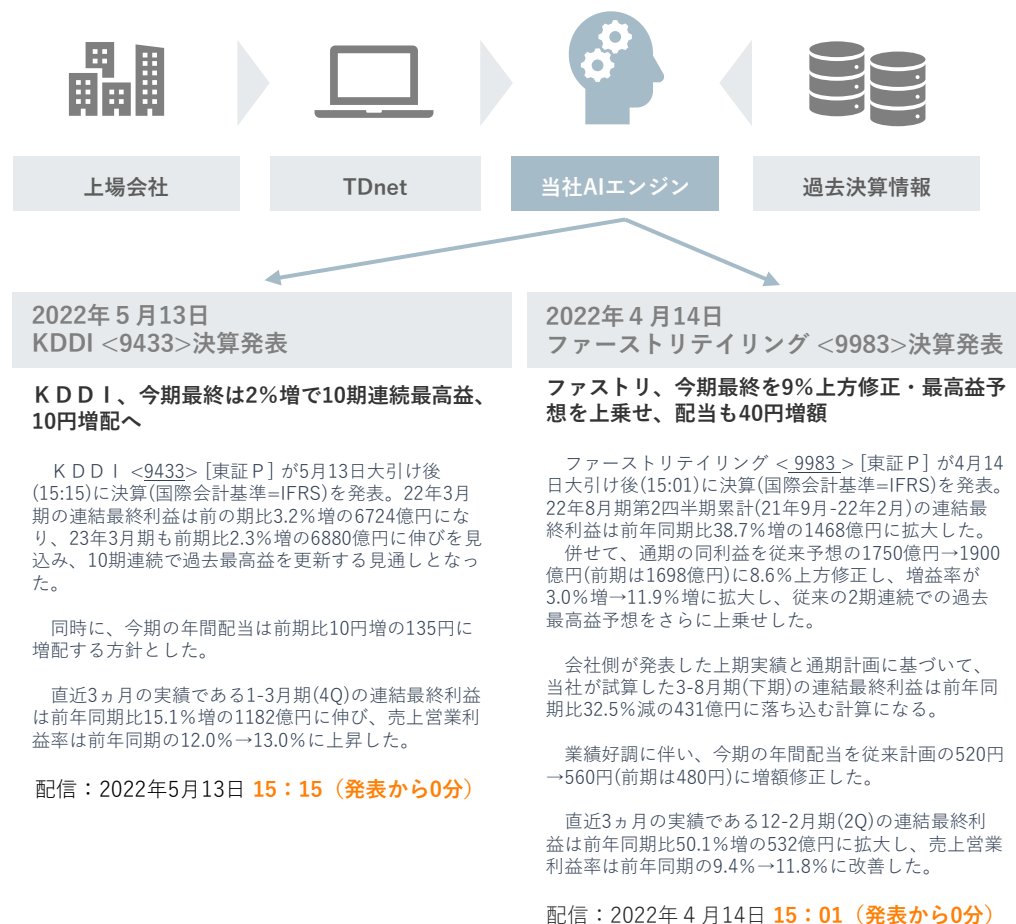 上場会社
TDnet
当社AIエンジン
過去決算情報
2022年５月13日
KDDI <9433>決算発表
ＫＤＤＩ、今期最終は2%増で10期連続最高益、
10円増配へ
ＫＤＤＩ <9433> [東証Ｐ] が5月13日大引け後
(15:15)に決算(国際会計基準=IFRS)を発表。22年3月
期の連結最終利益は前の期比3.2％増の6724億円にな
り、23年3月期も前期比2.3％増の6880億円に伸びを見
込み、10期連続で過去最高益を更新する見通しとなっ
た。
同時に、今期の年間配当は前期比10円増の135円に
増配する方針とした。
直近3ヵ月の実績である1-3月期(4Q)の連結最終利益
は前年同期比15.1％増の1182億円に伸び、売上営業利
益率は前年同期の12.0％→13.0％に上昇した。
配信：2022年5月13日 15：15（発表から0分）
2022年４月14日
ファーストリテイリング <9983>決算発表
ファストリ、今期最終を9%上方修正・最高益予
想を上乗せ、配当も40円増額
ファーストリテイリング < 9983 > [東証Ｐ] が4月14
日大引け後(15:01)に決算(国際会計基準=IFRS)を発表。
22年8月期第2四半期累計(21年9月-22年2月)の連結最
終利益は前年同期比38.7％増の1468億円に拡大した。
併せて、通期の同利益を従来予想の1750億円→1900
億円(前期は1698億円)に8.6％上方修正し、増益率が
3.0％増→11.9％増に拡大し、従来の2期連続での過去
最高益予想をさらに上乗せした。
会社側が発表した上期実績と通期計画に基づいて、
当社が試算した3-8月期(下期)の連結最終利益は前年同
期比32.5％減の431億円に落ち込む計算になる。
業績好調に伴い、今期の年間配当を従来計画の520円
→560円(前期は480円)に増額修正した。
直近3ヵ月の実績である12-2月期(2Q)の連結最終利
益は前年同期比50.1％増の532億円に拡大し、売上営業
利益率は前年同期の9.4％→11.8％に改善した。
配信：2022年４月14日 15：01（発表から0分）